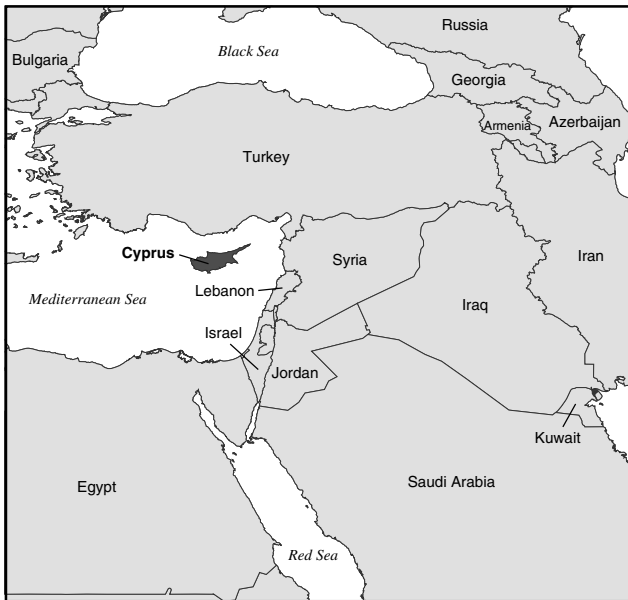 Russia
Black Sea
Bulgaria
Georgia
Armenia
Azerbaijan
Turkey
Cyprus
Syria
Iran
Lebanon
Mediterranean Sea
Iraq
Israel
Jordan
Kuwait
Egypt
Saudi Arabia
Red Sea